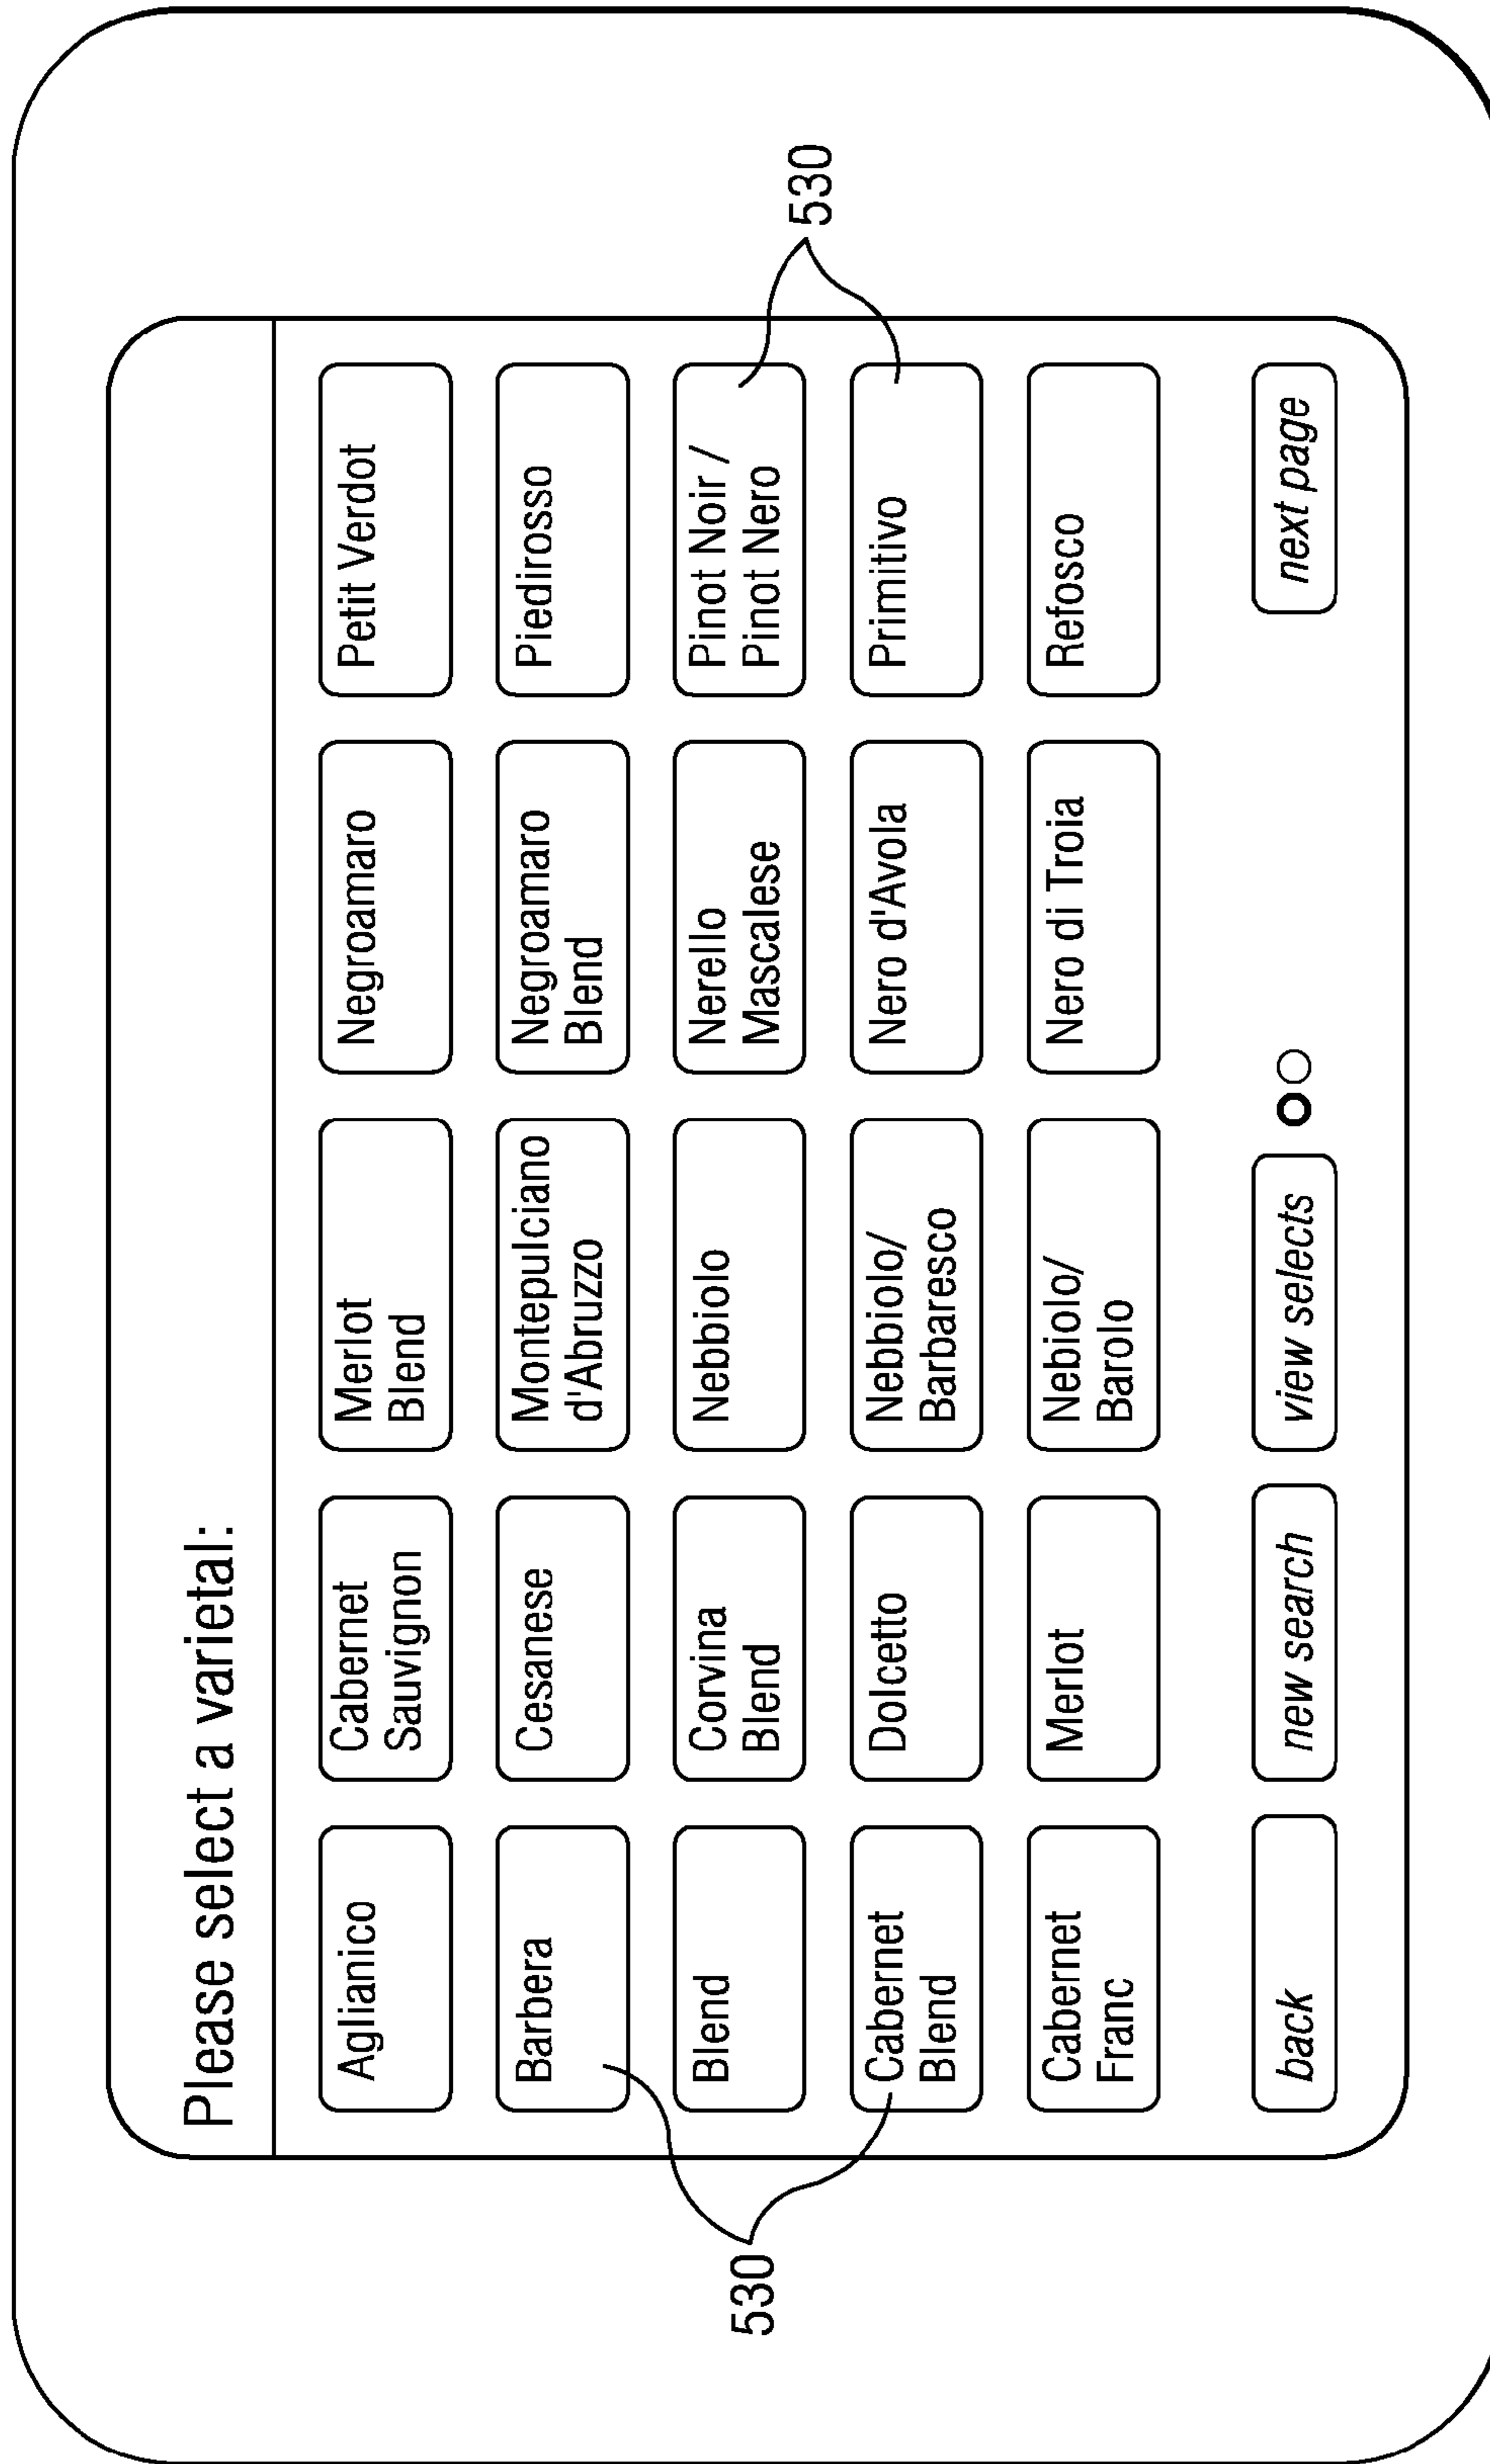 Please select a varietal:
Aglianico
Cabernet
Sauvignon
Merlot
Blend
Negroamaro
Petit Verdot
Barbera
Cesanese
Montepulciano
d'Abruzzo
Negroamaro
Blend
Piedirosso
Blend
Corvina
Blend
Nebbiolo
Nerello
Mascalese
Pinot Noir /
Pinot Nero
Cabernet
Blend
Dolcetto
Nebbiolo/
Barbaresco
Nero d'Avola
Primitivo
Cabernet
Franc
Merlot
Nebiolo/
Barolo
Nero di Troia
Refosco
back
new search
view selects
next page
530
530